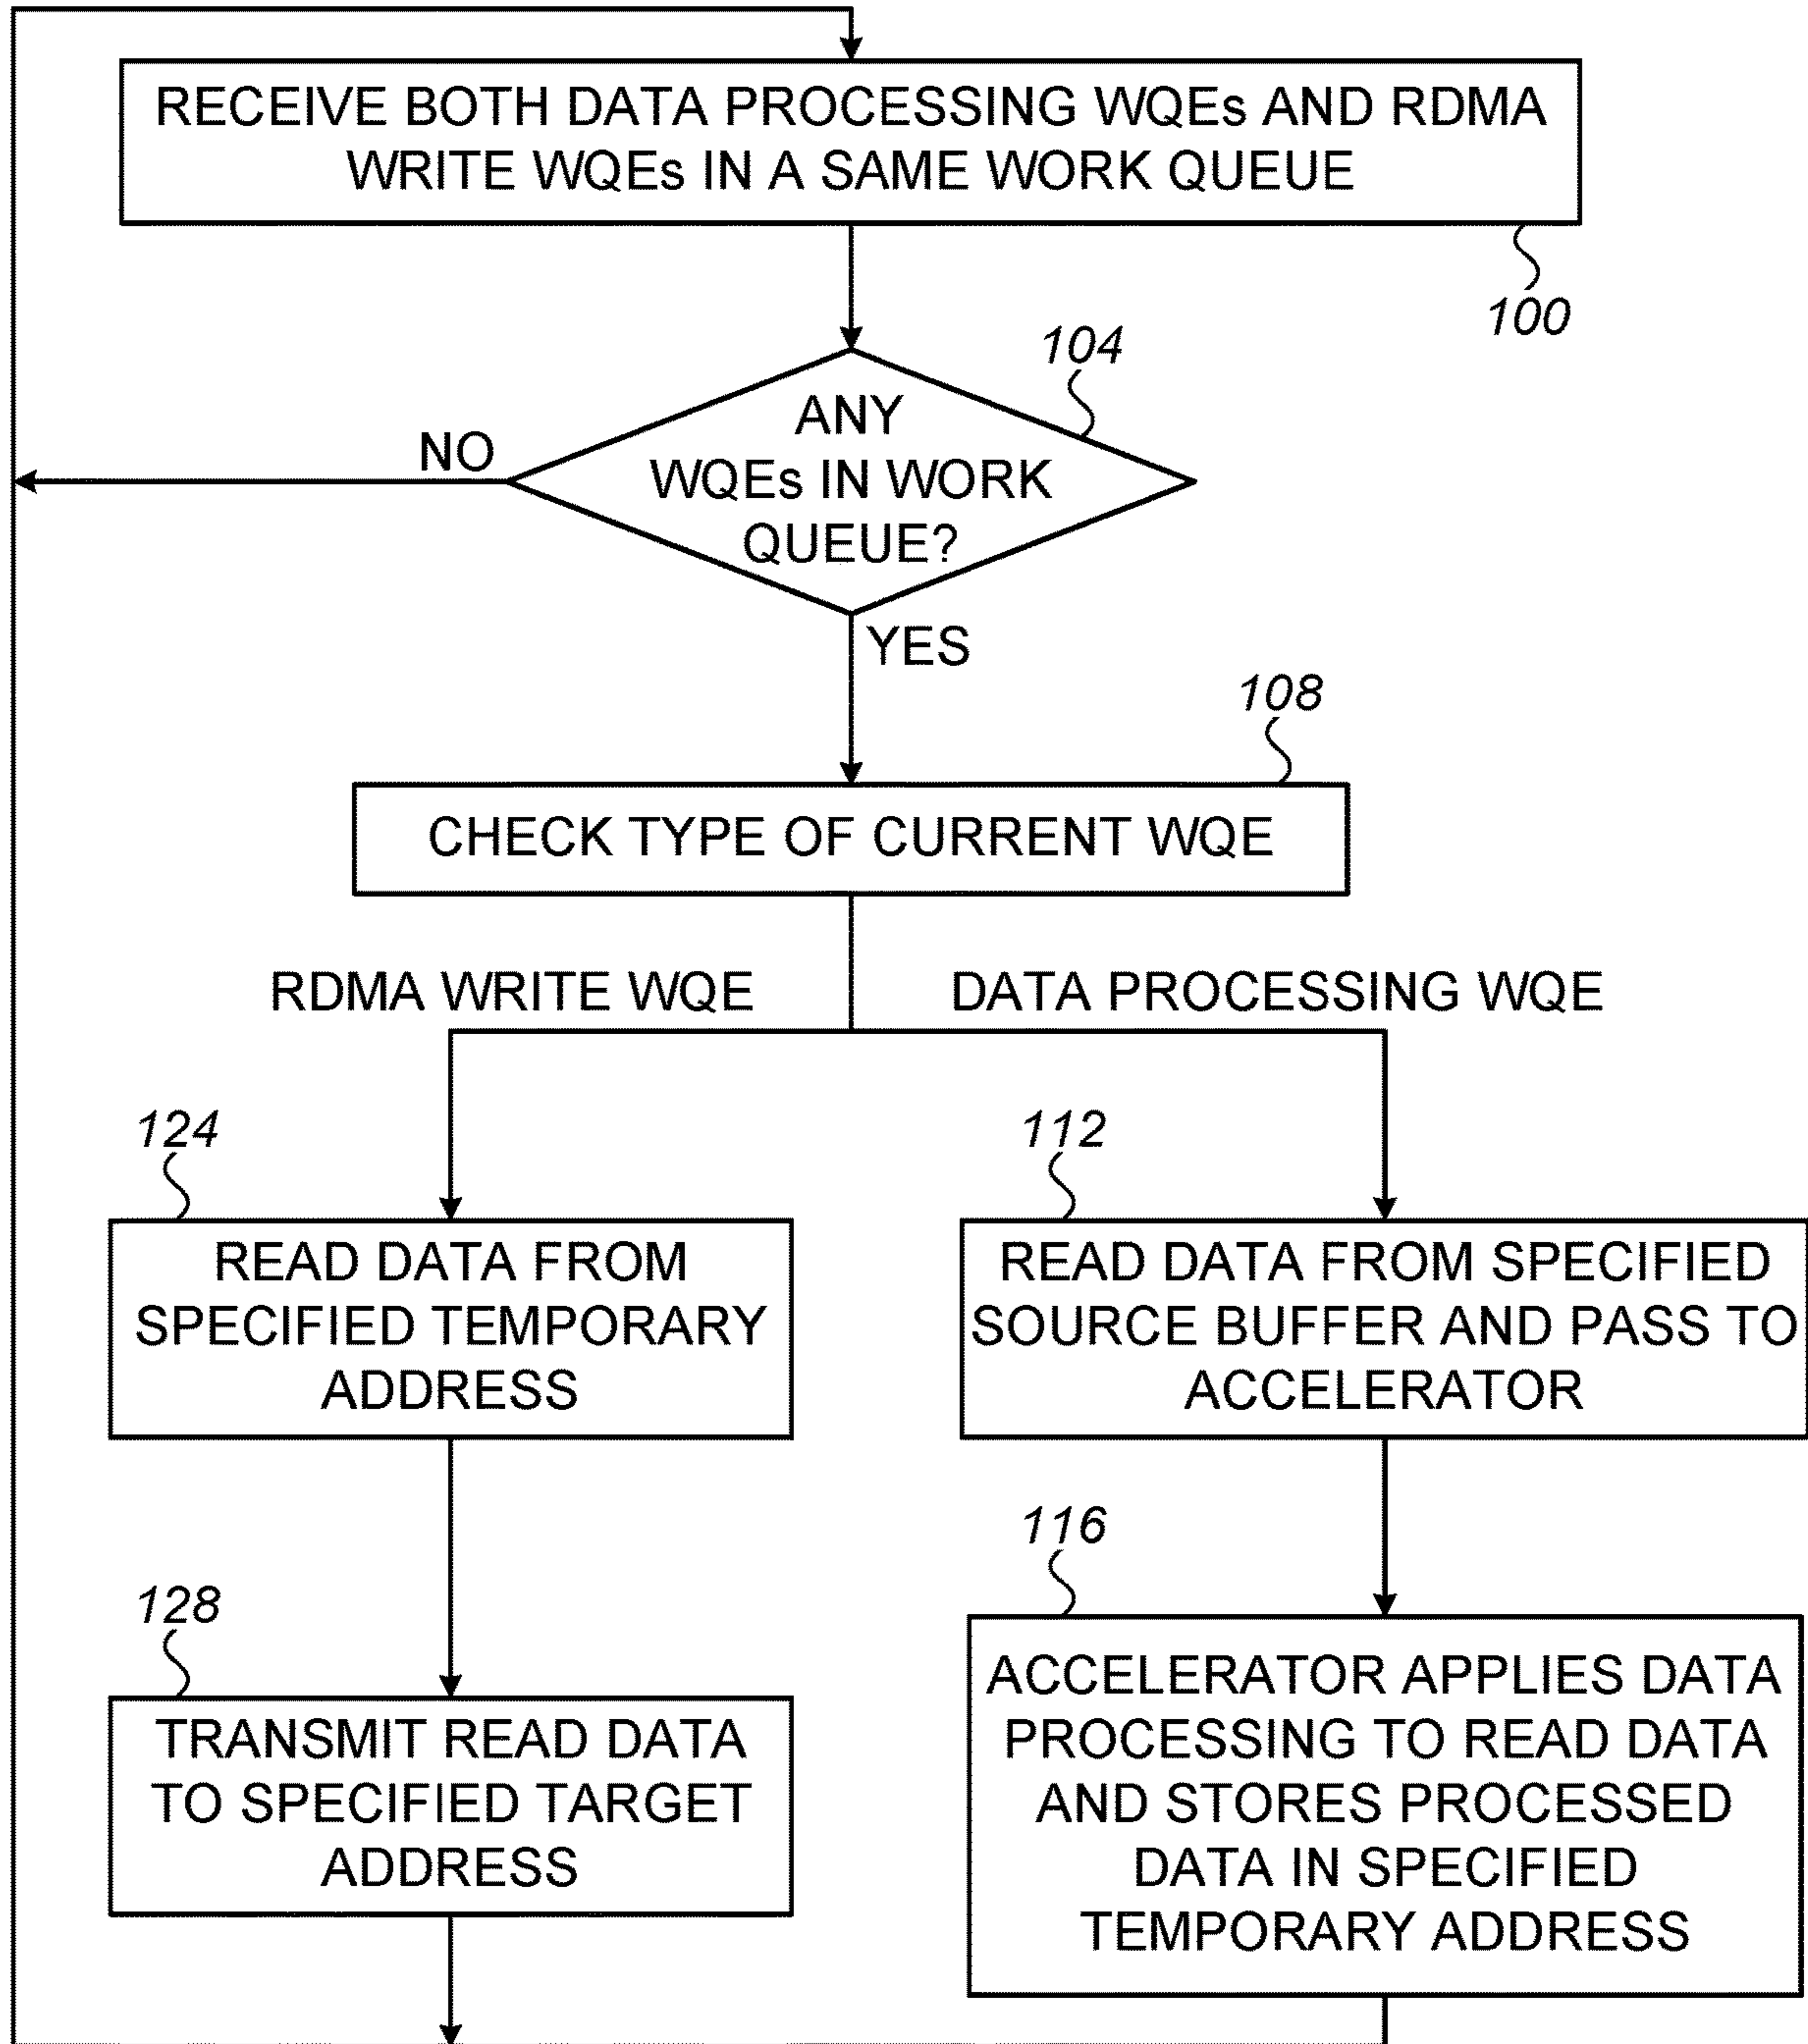 RECEIVE BOTH DATA PROCESSING WQEs AND RDMA
WRITE WQEs IN A SAME WORK QUEUE
100
104
ANY
WQEs IN WORK
QUEUE?
NO
YES
108
CHECK TYPE OF CURRENT WQE
RDMA WRITE WQE
DATA PROCESSING WQE
124
READ DATA FROM
SPECIFIED TEMPORARY
ADDRESS
112
READ DATA FROM SPECIFIED
SOURCE BUFFER AND PASS TO
ACCELERATOR
128
TRANSMIT READ DATA
TO SPECIFIED TARGET
ADDRESS
116
ACCELERATOR APPLIES DATA
PROCESSING TO READ DATA
AND STORES PROCESSED
DATA IN SPECIFIED
TEMPORARY ADDRESS